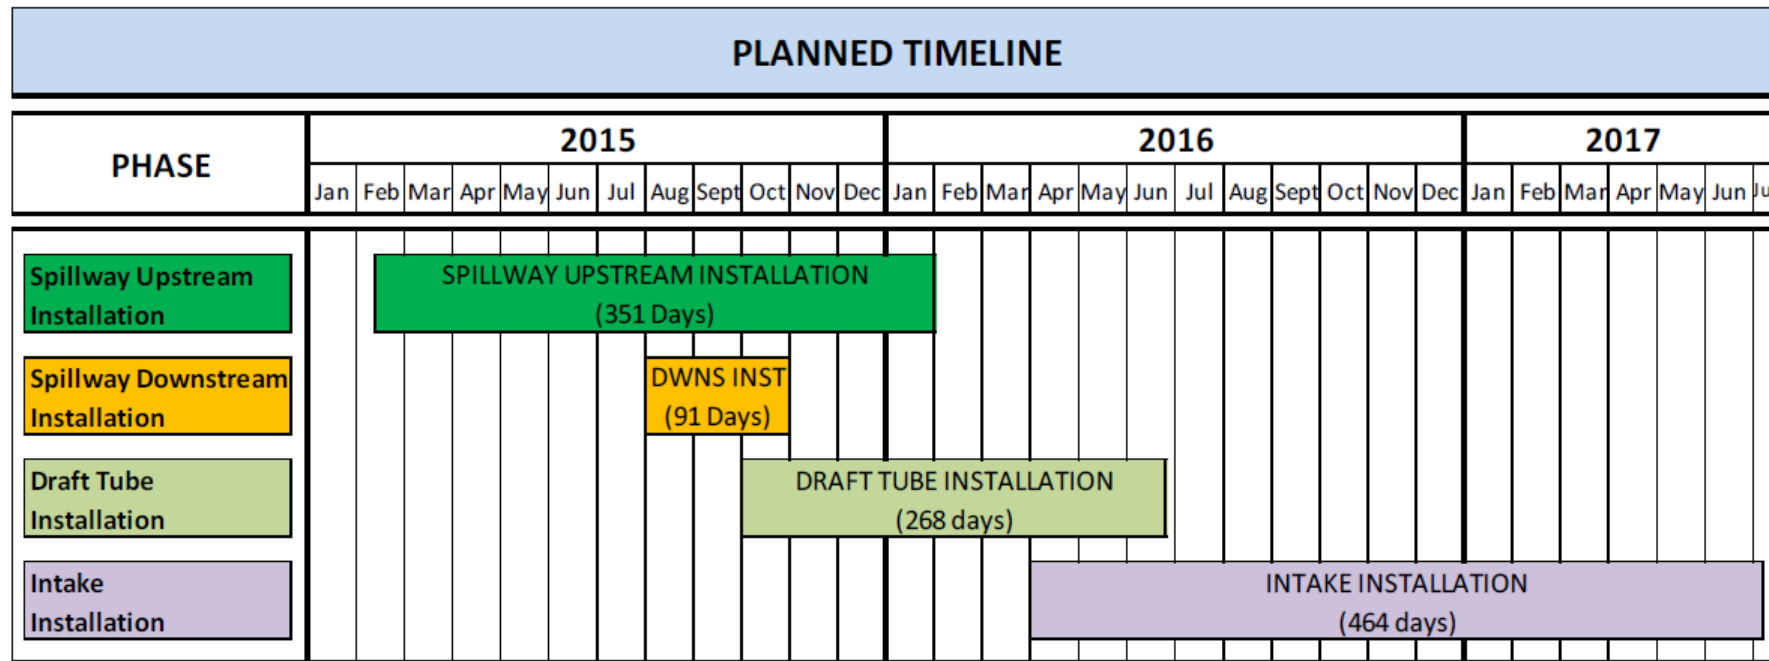 PLANNED TIMELINE
PHASE
2015 2016 2017
Jan Feb Mar Apr May Jun Jul Aug Sept Oct Nov Dec Jan Feb Mar Apr May Jun Jul Aug Sept Oct Nov Dec Jan Feb Mar Apr May Jun Ju
Spillway Upstream
Installation
SPILLWAY UPSTREAM INSTALLATION
(351 Days)
Spillway Downstream
Installation
DWNS INST
(91 Days)
Draft Tube
Installation
DRAFT TUBE INSTALLATION
(268 days)
Intake
Installation
INTAKE INSTALLATION
(464 days)